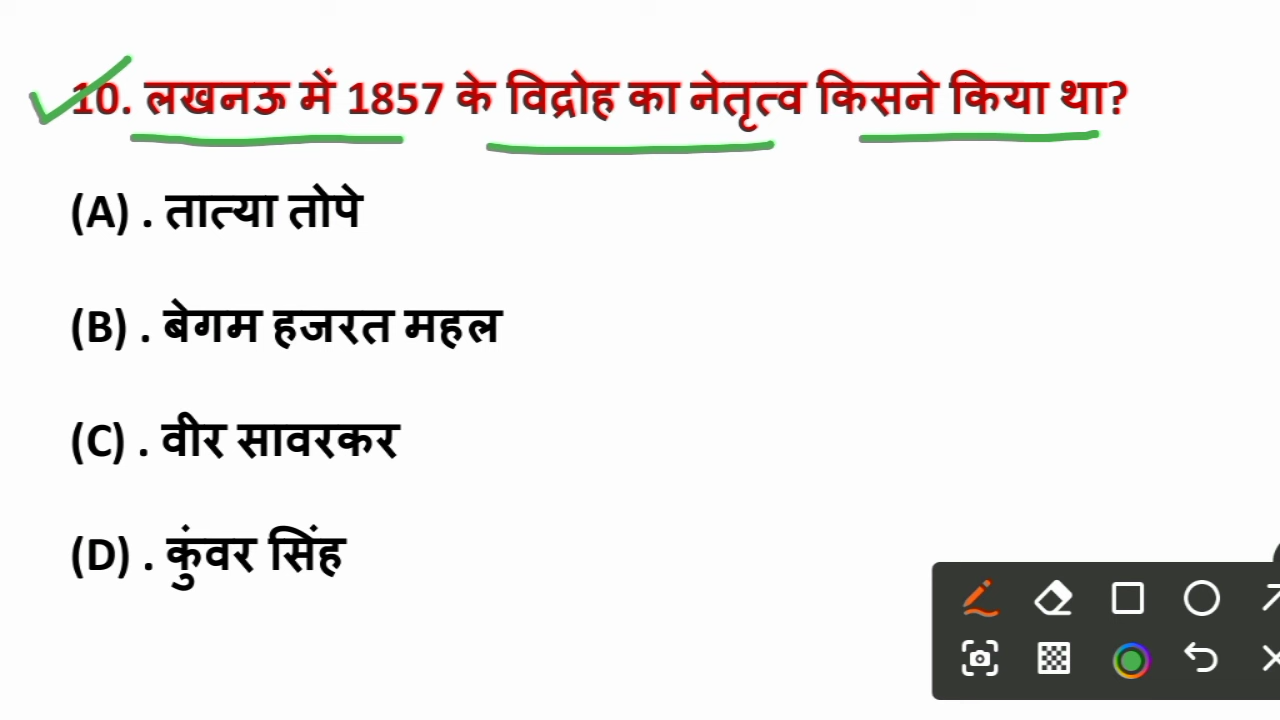 10. लखनऊ में 1857 के विद्रोह का नेतृत्व किसने किया था?
(A) . तात्या तोपे
(B) . बेगम हजरत महल
(C) . वीर सावरकर
(D) . कुंवर सिंह